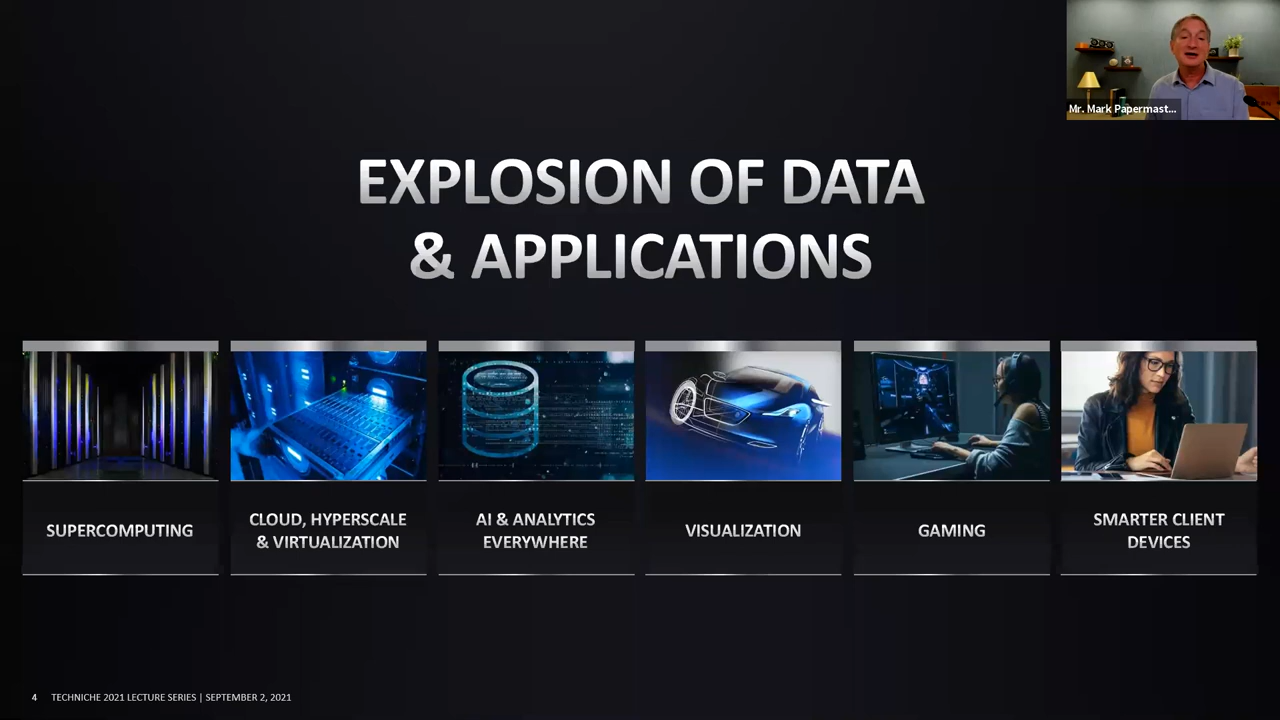 Mr. Mark Papermast...
EXPLOSION OF DATA
& APPLICATIONS
SUPERCOMPUTING
CLOUD, HYPERSCALE
& VIRTUALIZATION
AI & ANALYTICS
EVERYWHERE
VISUALIZATION
GAMING
SMARTER CLIENT
DEVICES
4 TECHNICHE 2021 LECTURE SERIES | SEPTEMBER 2, 2021